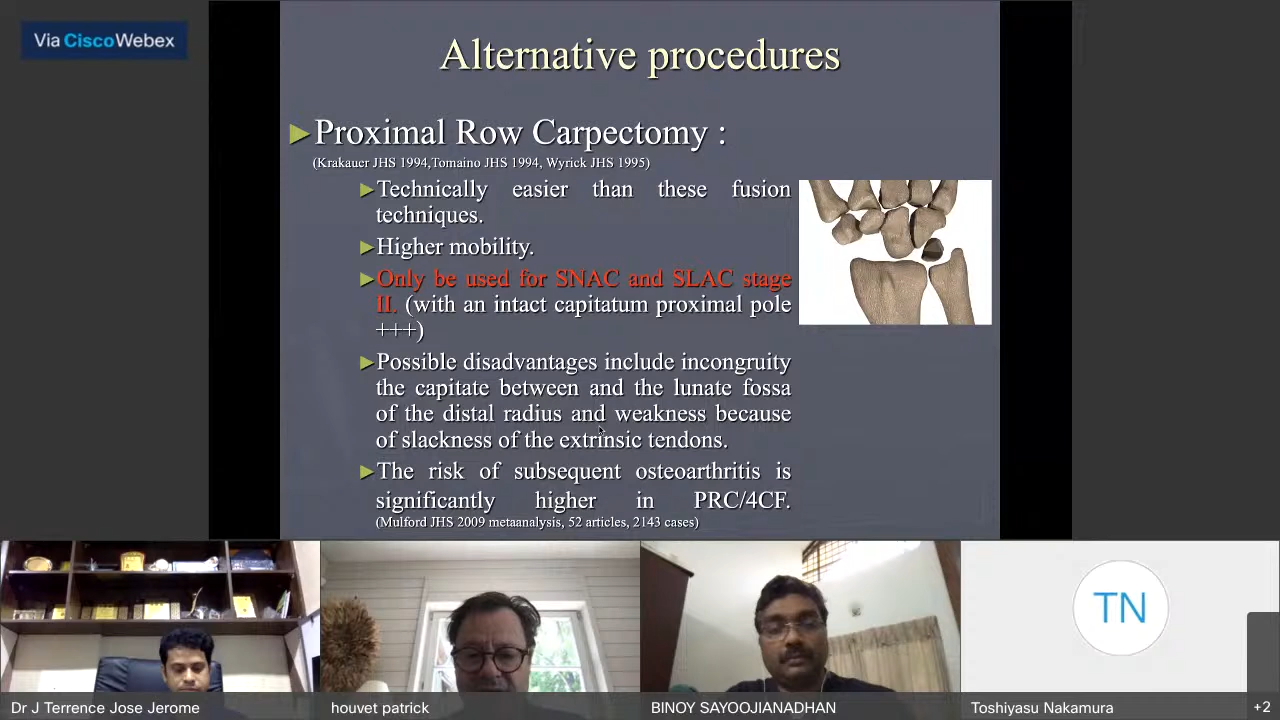 Via Cisco Webex
Alternative procedures
Proximal Row Carpectomy :
(Krakauer JHS 1994,Tomaino JHS 1994, Wyrick JHS 1995)
Technically easier than these fusion
techniques.
Higher mobility.
Only be used for SNAC and SLAC stage
II. (with an intact capitatum proximal pole
+++)
Possible disadvantages include incongruity
the capitate between and the lunate fossa
of the distal radius and weakness because
of slackness of the extrinsic tendons.
The risk of subsequent osteoarthritis is
significantly higher in PRC/4CF.
(Mulford JHS 2009 metaanalysis, 52 articles, 2143 cases)
TN
Dr J Terrence Jose Jerome
houvet patrick
BINOY SAYOOJIANADHAN
Toshiyasu Nakamura
+2